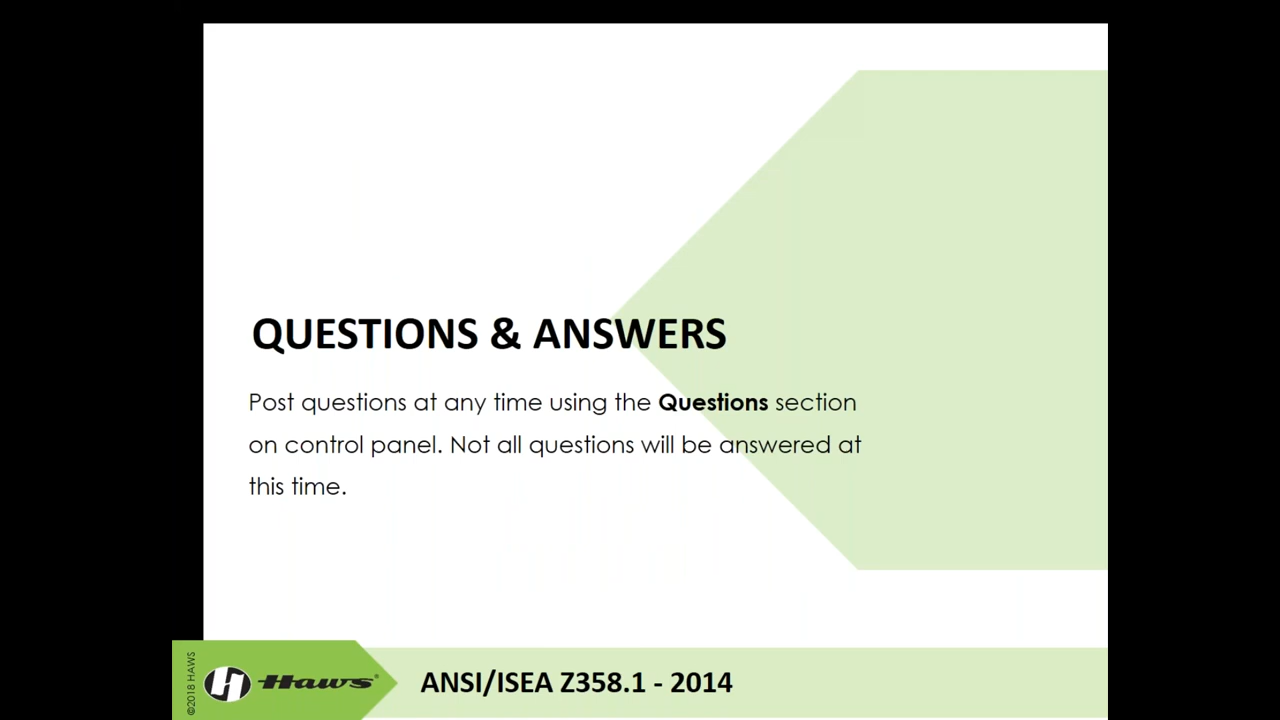 QUESTIONS & ANSWERS
Post questions at any time using the Questions section
on control panel. Not all questions will be answered at
this time.
©2018 HAWS
H Haws®
ANSI/ISEA Z358.1 - 2014